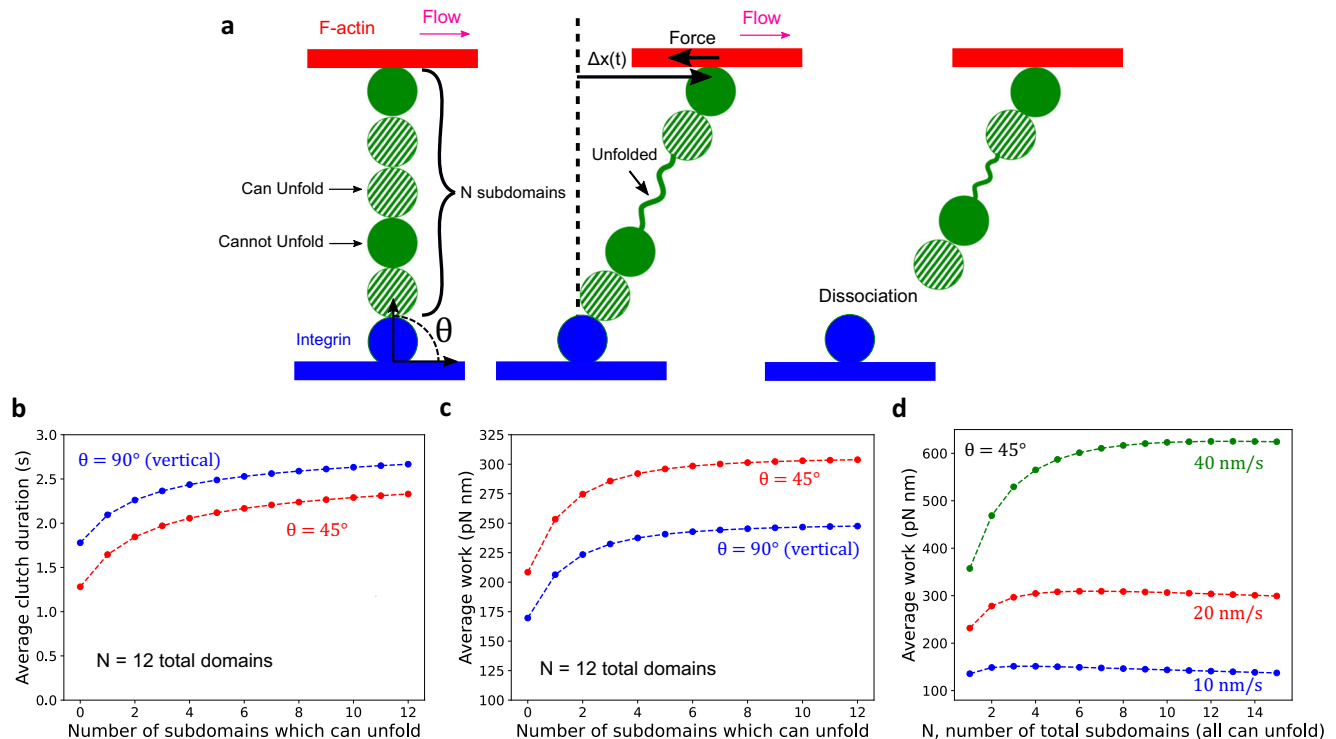 a
F-actin
Flow
Can Unfold
Cannot Unfold
N subdomains
Integrin
θ
Δx(t)
Force
Flow
Unfolded
Dissociation
b
Average clutch duration (s)
3.0
2.5
2.0
1.5
1.0
0.5
0.0
θ = 90° (vertical)
θ = 45°
N = 12 total domains
0 2 4 6 8 10 12
Number of subdomains which can unfold
c
Average work (pN nm)
325
300
275
250
225
200
175
150
125
100
θ = 45°
θ = 90° (vertical)
N = 12 total domains
0 2 4 6 8 10 12
Number of subdomains which can unfold
d
Average work (pN nm)
600
500
400
300
200
100
θ = 45°
40 nm/s
20 nm/s
10 nm/s
2 4 6 8 10 12 14
N, number of total subdomains (all can unfold)